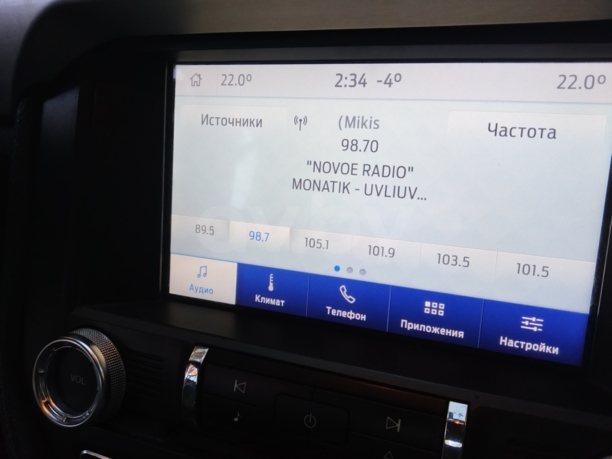 22.0° 2:34 -4° 22.0°
Источники (Mikis Частота
98.70
"NOVOE RADIO"
MONATIK - UVLIUV...
89.5 98.7 105.1 101.9 103.5 101.5
Аудио Климат Телефон Приложения Настройки
VOL